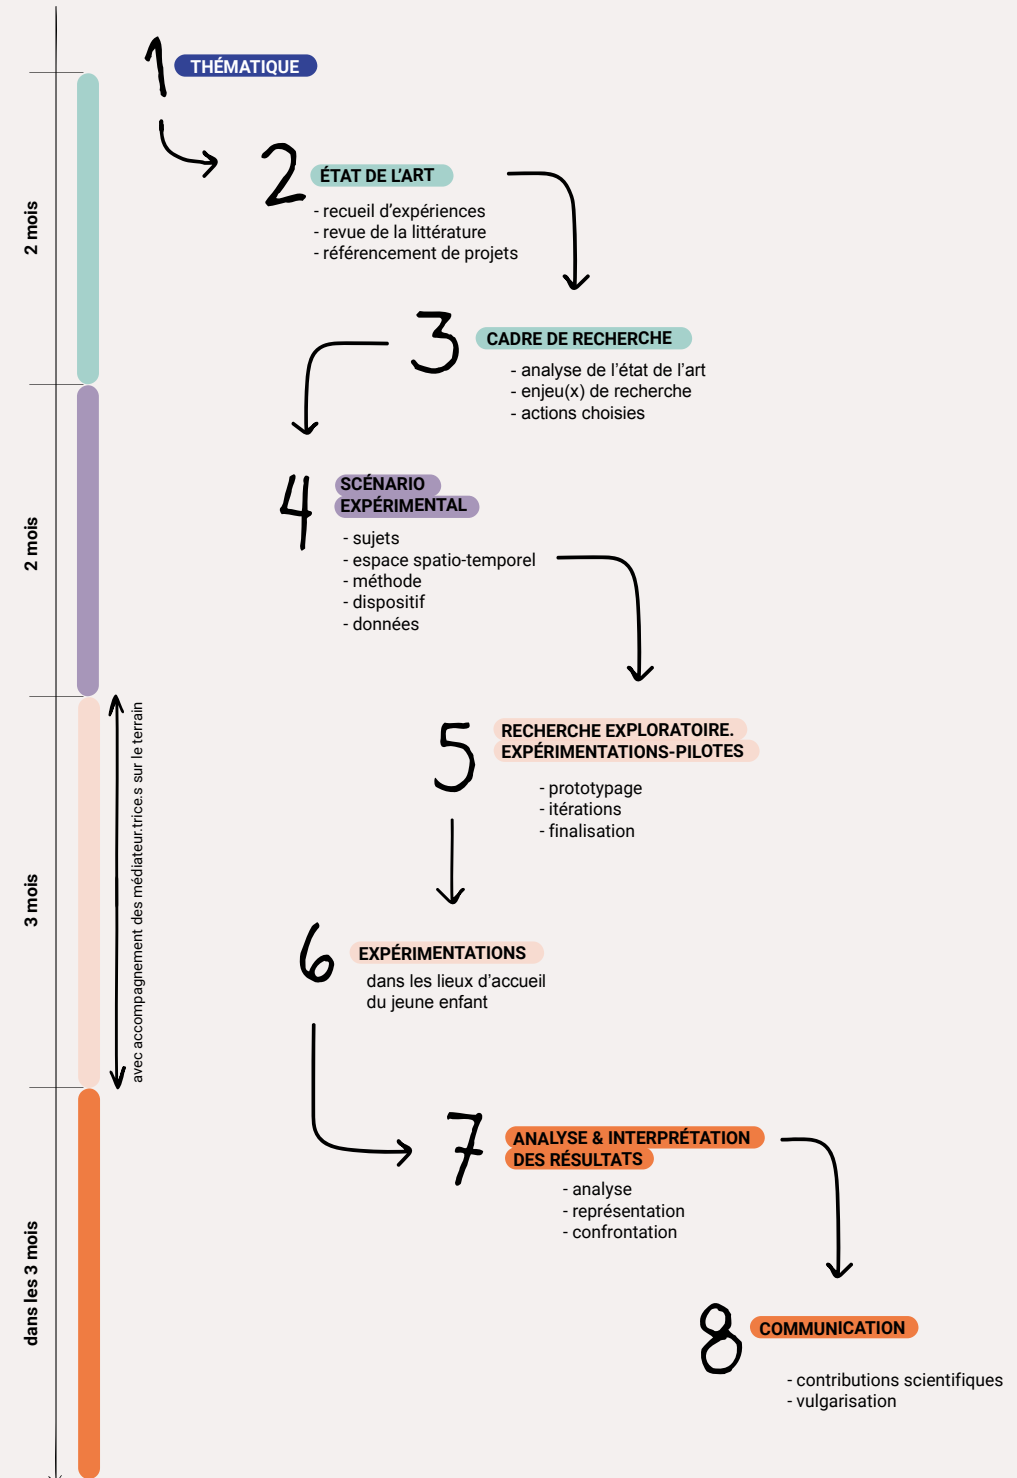 1 THÉMATIQUE
2 ÉTAT DE L'ART
- recueil d'expériences
- revue de la littérature
- référencement de projets
2 mois
3 CADRE DE RECHERCHE
- analyse de l'état de l'art
- enjeu(x) de recherche
- actions choisies
4 SCÉNARIO
EXPÉRIMENTAL
- sujets
- espace spatio-temporel
- méthode
- dispositif
- données
2 mois
5 RECHERCHE EXPLORATOIRE.
EXPÉRIMENTATIONS-PILOTES
- prototypage
- itérations
- finalisation
3 mois
avec accompagnement des médiateur.trice.s sur le terrain
6 EXPÉRIMENTATIONS
dans les lieux d'accueil
du jeune enfant
7 ANALYSE & INTERPRÉTATION
DES RÉSULTATS
- analyse
- représentation
- confrontation
dans les 3 mois
8 COMMUNICATION
- contributions scientifiques
- vulgarisation